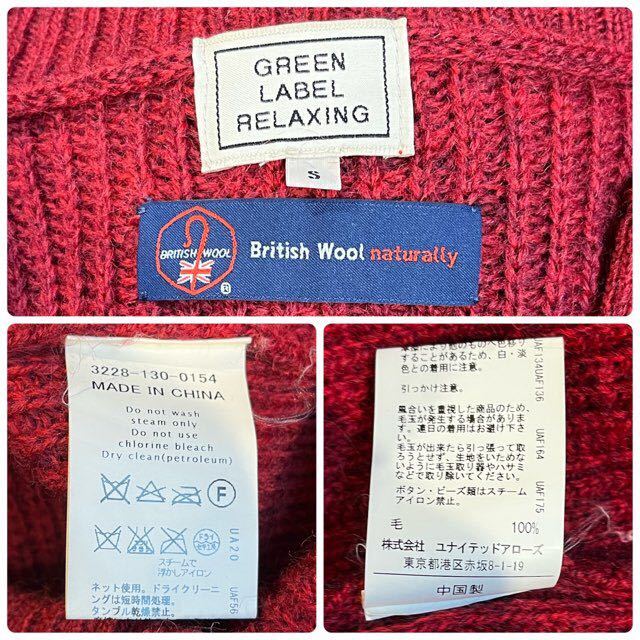 GREEN
LABEL
RELAXING
S
BRITISH WOOL
®
British Wool naturally
3228-130-0154
MADE IN CHINA
Do not wash
steam only
Do not use
chlorine bleach
Dry clean(petroleum)
F
ドライ
セキユ系
スチームで
浮かしアイロン
ネット使用。ドライクリーニ
ングは短時間処理。
タンブル乾燥禁止。
UA20
UAF56
することがあるため、白・淡
色との着用に注意。
引っかけ注意。
風合いを重視した商品のため、
毛玉が発生する場合がありま
す。連日の着用はお避け下さ
い。
毛玉が出来たら引っ張って取
ろうとせず、生地をいためな
いように毛玉取り器やハサミ
などで取り除いてください。
ボタン・ビーズ類はスチーム
アイロン禁止。
毛 100%
株式会社 ユナイテッドアローズ
東京都港区赤坂8-1-19
中国製
UAF134UAF136
UAF164
UAF175